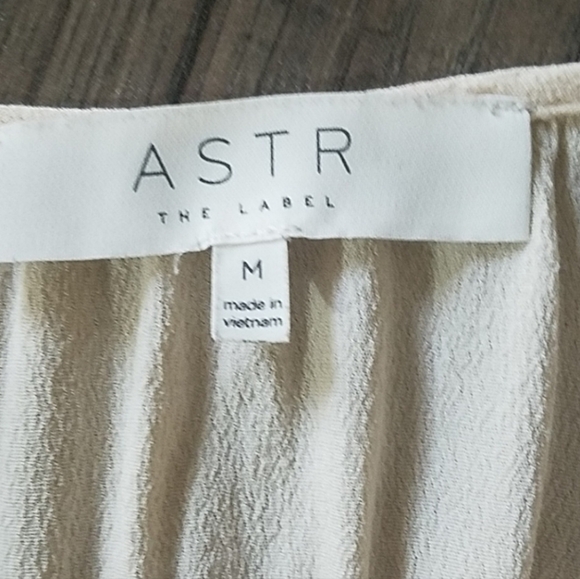 ASTR
THE LABEL
M
made in
vietnam